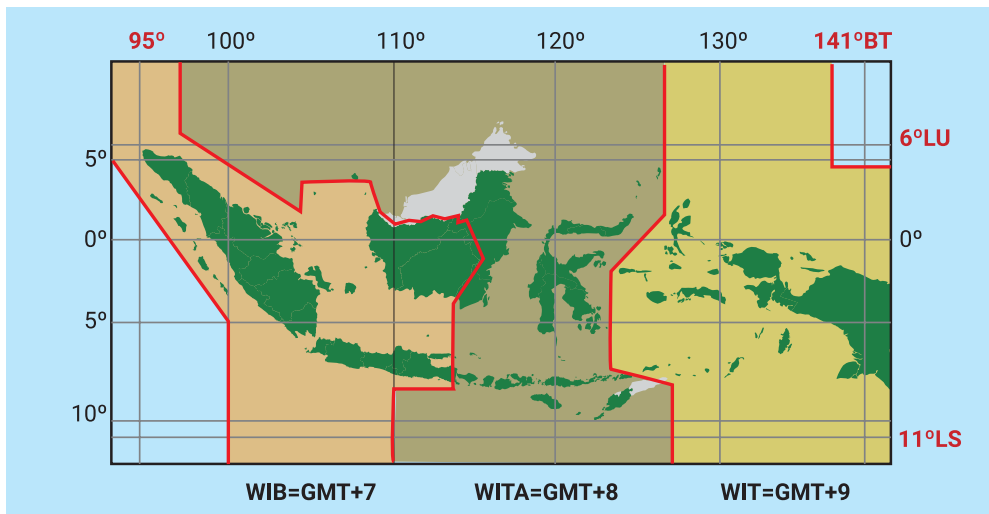 95º 100º 110º 120º 130º 141ºBT
6ºLU
5º
0º 0º
5º
10º
11ºLS
WIB=GMT+7 WITA=GMT+8 WIT=GMT+9